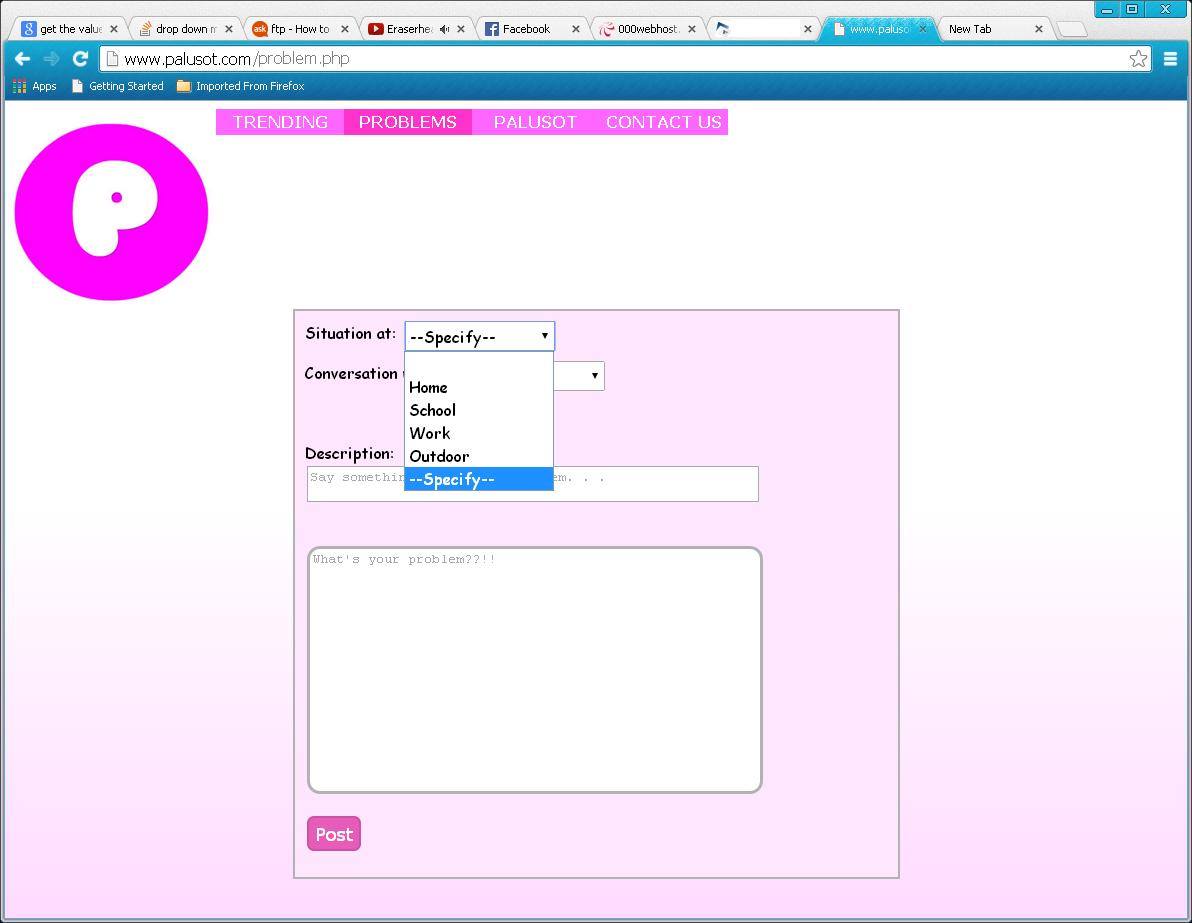 get the value drop down m ftp - How to Eraserhe Facebook 000webhost. www.palusot New Tab
www.palusot.com/problem.php
Apps Getting Started Imported From Firefox
TRENDING PROBLEMS PALUSOT CONTACT US
P
Situation at: --Specify--
Conversation
Home
School
Work
Outdoor
--Specify--
Description:
Say somethin em. . .
What's your problem??!!
Post